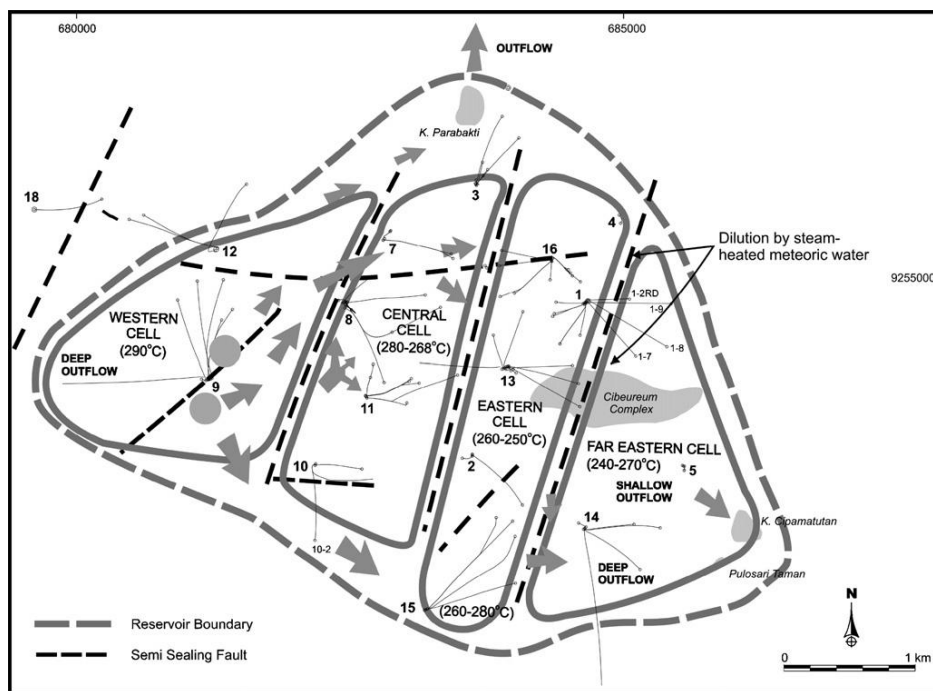 680000
685000
OUTFLOW
K. Parabakti
18
3
12
7
16
4
Dilution by steam-
heated meteoric
water
9255000
1
1-2RD
1-9
WESTERN
CELL
(290°C)
8
CENTRAL
CELL
(280-268°C)
1-8
1-7
DEEP
OUTFLOW
9
13
11
Cibeureum
Complex
EASTERN
CELL
(260-250°C)
FAR EASTERN CELL
(240-270°C)
10
2
5
SHALLOW
OUTFLOW
14
K. Cipamatutan
10-2
DEEP
OUTFLOW
Pulosari Taman
15
(260-280°C)
N
Reservoir Boundary
Semi Sealing Fault
0
1 km